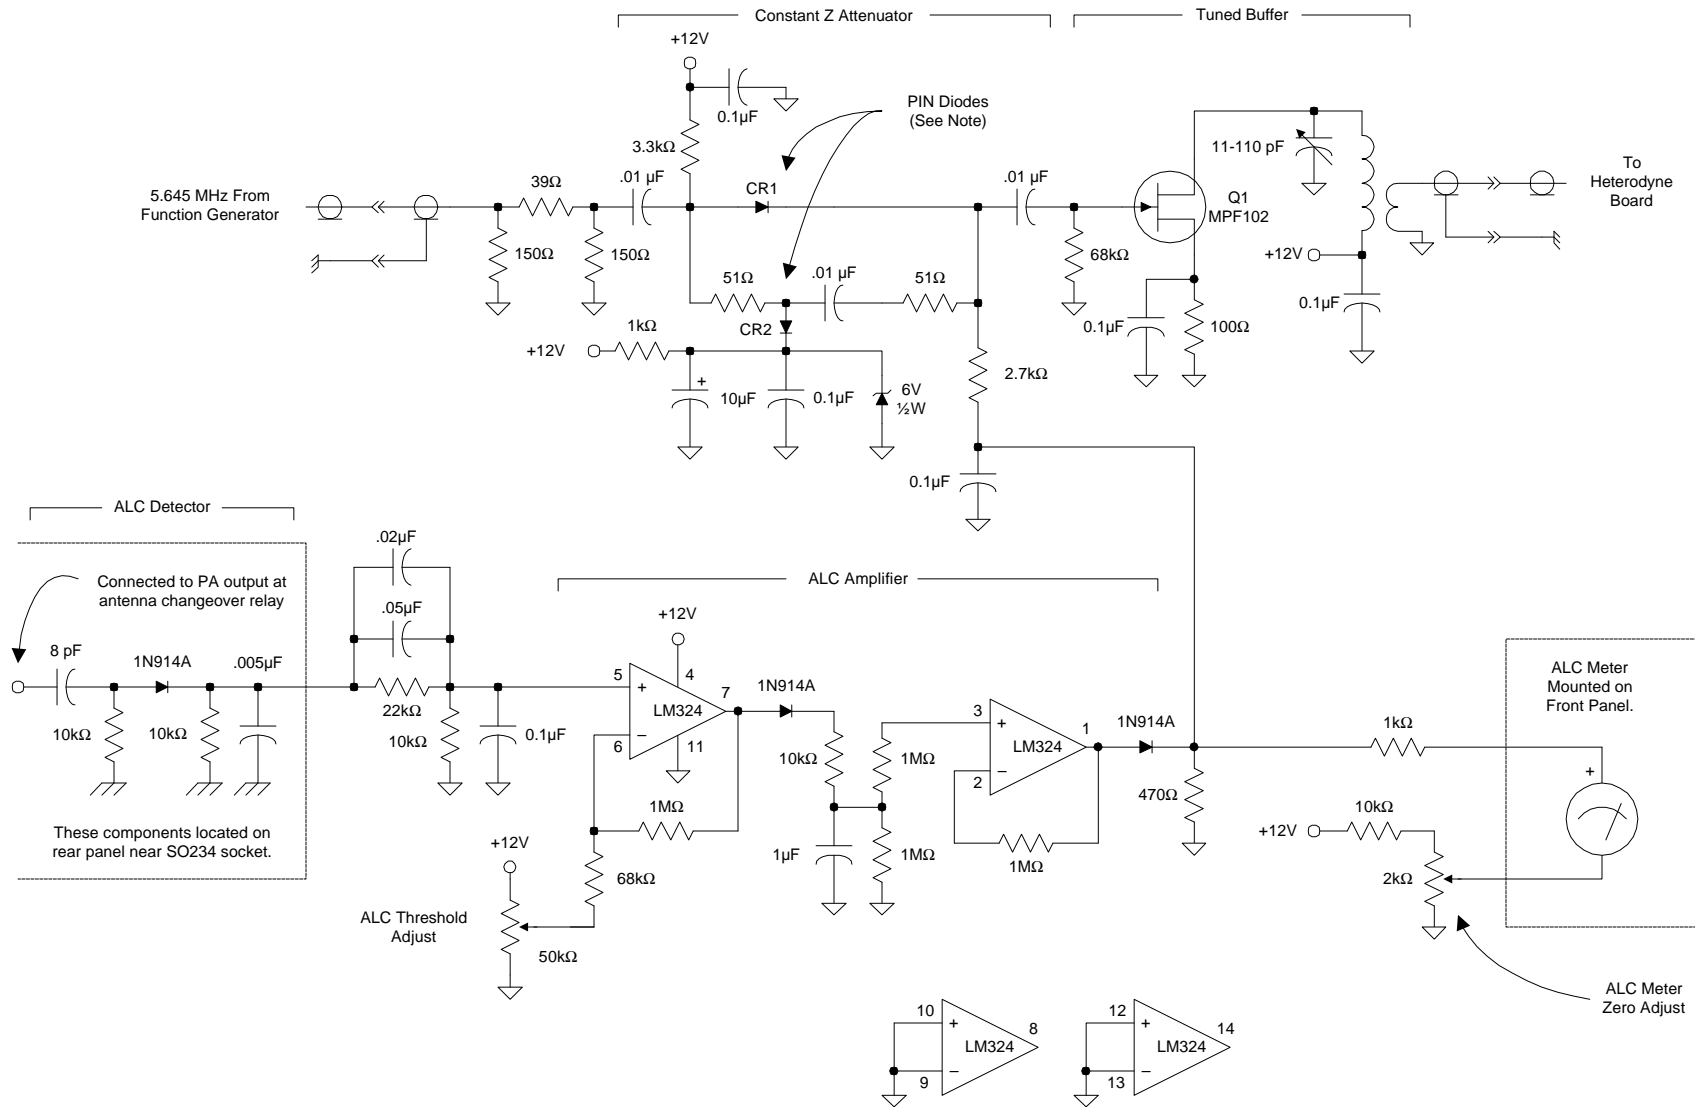 Constant Z Attenuator
Tuned Buffer
+12V
0.1µF
PIN Diodes
(See Note)
3.3kΩ
11-110 pF
To
Heterodyne
Board
5.645 MHz From
Function Generator
39Ω
.01 µF
CR1
.01 µF
Q1
MPF102
150Ω
150Ω
68kΩ
+12V
51Ω
.01 µF
51Ω
0.1µF
1kΩ
CR2
0.1µF
100Ω
+12V
2.7kΩ
+
10µF
0.1µF
6V
½W
0.1µF
ALC Detector
.02µF
Connected to PA output at
antenna changeover relay
ALC Amplifier
.05µF
+12V
8 pF
1N914A
.005µF
ALC Meter
Mounted on
Front Panel.
5
+
4
7
1N914A
22kΩ
LM324
3
+
1
1N914A
1kΩ
10kΩ
10kΩ
10kΩ
0.1µF
−
6
11
10kΩ
1MΩ
LM324
−
2
+
470Ω
1MΩ
10kΩ
+12V
These components located on
rear panel near SO234 socket.
+12V
1µF
1MΩ
1MΩ
68kΩ
2kΩ
ALC Threshold
Adjust
50kΩ
ALC Meter
Zero Adjust
10
+
8
LM324
−
9
12
+
14
LM324
−
13